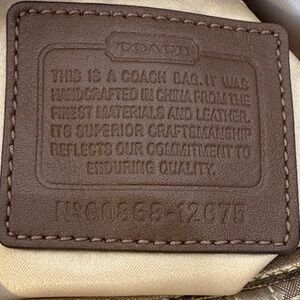 COACH
THIS IS A COACH BAG. IT WAS
HANDCRAFTED IN CHINA FROM THE
FINEST MATERIALS AND LEATHER.
ITS SUPERIOR CRAFTSMANSHIP
REFLECTS OUR COMMITMENT TO
ENDURING QUALITY.
Nº G0868-12675